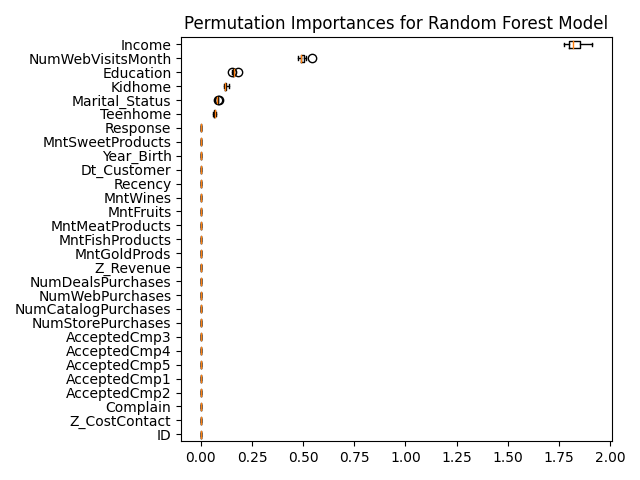 Permutation Importances for Random Forest Model
Income
NumWebVisitsMonth
Education
Kidhome
Marital_Status
Teenhome
Response
MntSweetProducts
Year_Birth
Dt_Customer
Recency
MntWines
MntFruits
MntMeatProducts
MntFishProducts
MntGoldProds
Z_Revenue
NumDealsPurchases
NumWebPurchases
NumCatalogPurchases
NumStorePurchases
AcceptedCmp3
AcceptedCmp4
AcceptedCmp5
AcceptedCmp1
AcceptedCmp2
Complain
Z_CostContact
ID
0.00 0.25 0.50 0.75 1.00 1.25 1.50 1.75 2.00